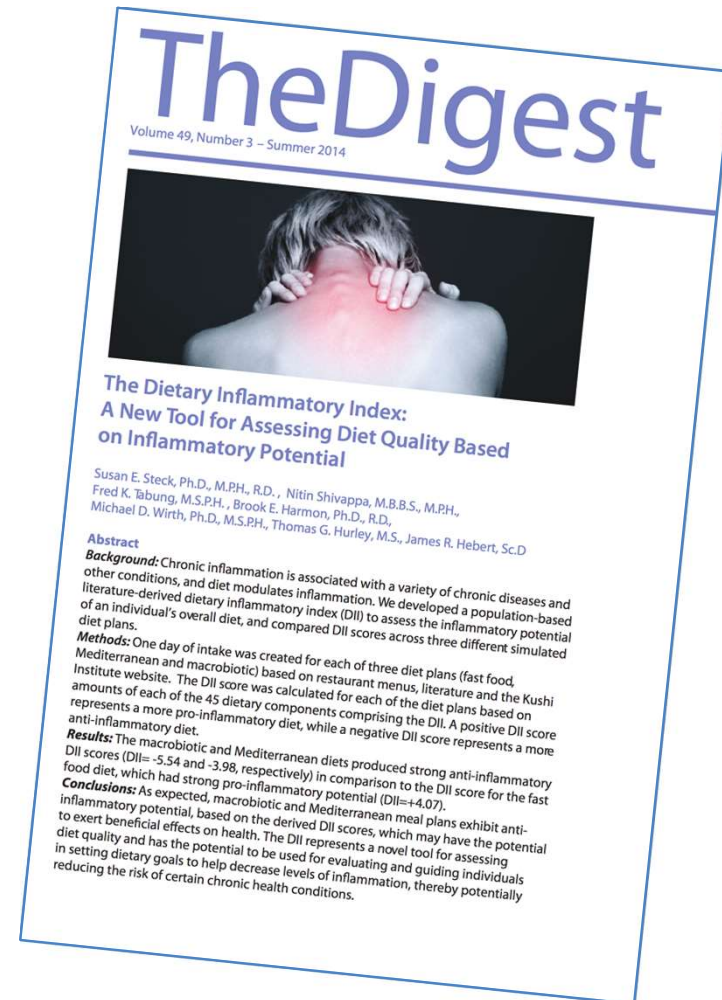 TheDigest
Volume 49, Number 3 – Summer 2014
The Dietary Inflammatory Index:
A New Tool for Assessing Diet Quality Based
on Inflammatory Potential
Susan E. Steck, Ph.D., M.P.H., R.D. , Nitin Shivappa, M.B.B.S., M.P.H.,
Fred K. Tabung, M.S.P.H. , Brook E. Harmon, Ph.D., R.D.,
Michael D. Wirth, Ph.D., M.S.P.H., Thomas G. Hurley, M.S., James R. Hebert, Sc.D
Abstract
Background: Chronic inflammation is associated with a variety of chronic diseases and
other conditions, and diet modulates inflammation. We developed a population-based
literature-derived dietary inflammatory index (DII) to assess the inflammatory potential
of an individual's overall diet, and compared DII scores across three different simulated
diet plans.
Methods: One day of intake was created for each of three diet plans (fast food,
Mediterranean and macrobiotic) based on restaurant menus, literature and the Kushi
Institute website. The DII score was calculated for each of the diet plans based on
amounts of each of the 45 dietary components comprising the DII. A positive DII score
represents a more pro-inflammatory diet, while a negative DII score represents a more
anti-inflammatory diet.
Results: The macrobiotic and Mediterranean diets produced strong anti-inflammatory
DII scores (DII= -5.54 and -3.98, respectively) in comparison to the DII score for the fast
food diet, which had strong pro-inflammatory potential (DII=+4.07).
Conclusions: As expected, macrobiotic and Mediterranean meal plans exhibit anti-
inflammatory potential, based on the derived DII scores, which may have the potential
to exert beneficial effects on health. The DII represents a novel tool for assessing
diet quality and has the potential to be used for evaluating and guiding individuals
in setting dietary goals to help decrease levels of inflammation, thereby potentially
reducing the risk of certain chronic health conditions.